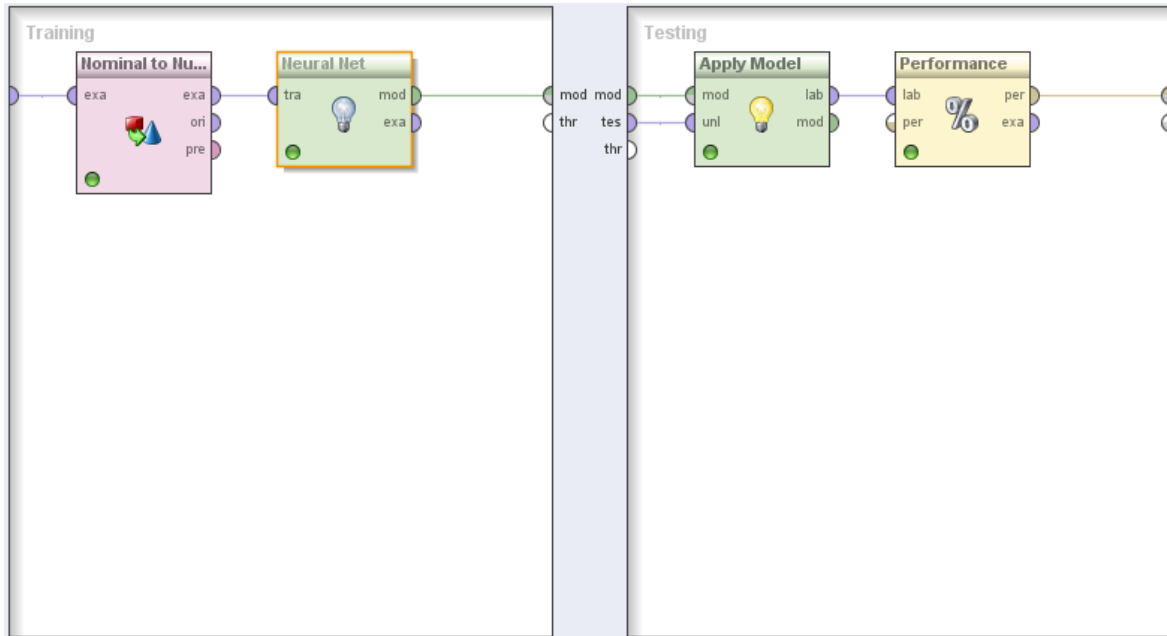 Training
Nominal to Nu...
exa exa
ori
pre
Neural Net
tra mod
exa
mod mod
thr tes
thr
Testing
Apply Model
mod lab
unl mod
Performance
lab per
per exa
%